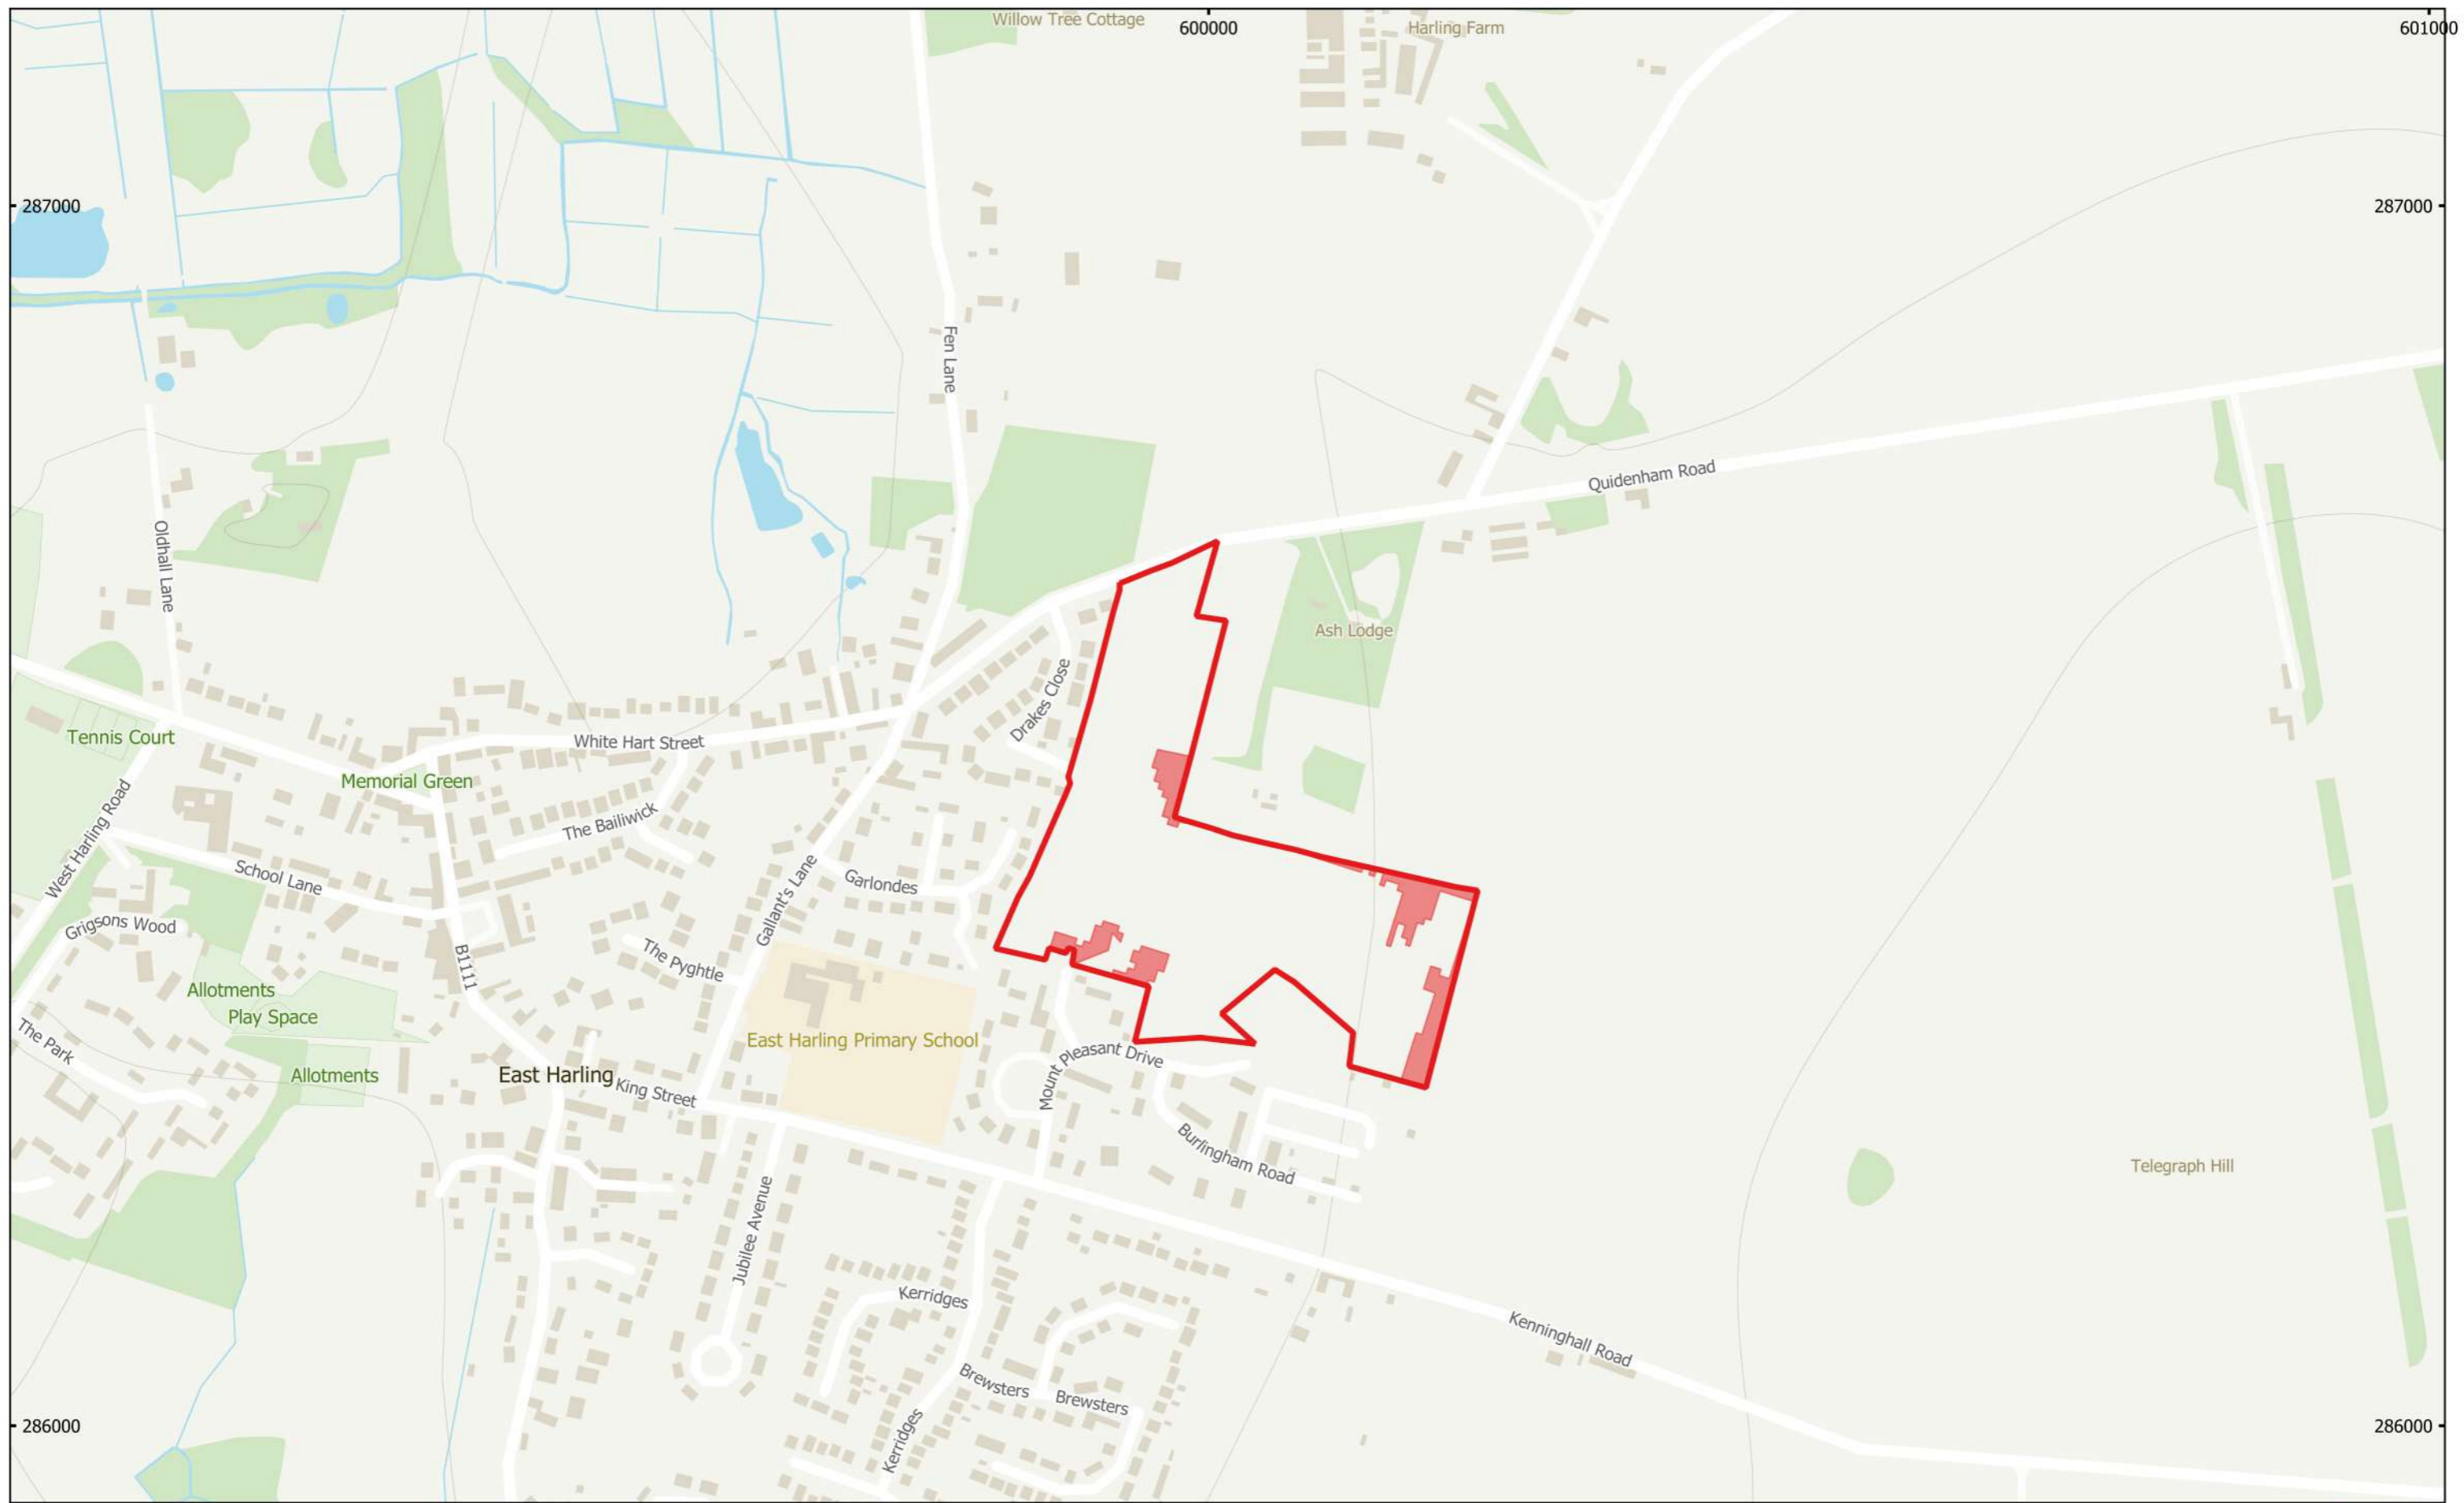 Willow Tree Cottage
600000
Harling Farm
601000
287000
287000
Fen Lane
Quidenham Road
Oldhall Lane
Ash Lodge
Drakes Close
Tennis Court
White Hart Street
Memorial Green
West Harling Road
The Bailiwick
School Lane
Gallant's Lane
Garlondes
Grigsons Wood
B1111
The Pyghtle
Allotments
Play Space
The Park
East Harling Primary School
Mount Pleasant Drive
Allotments
East Harling
King Street
Burlingham Road
Telegraph Hill
Jubilee Avenue
Kerridges
Kenninghall Road
Brewsters
Brewsters
Kerridges
286000
286000